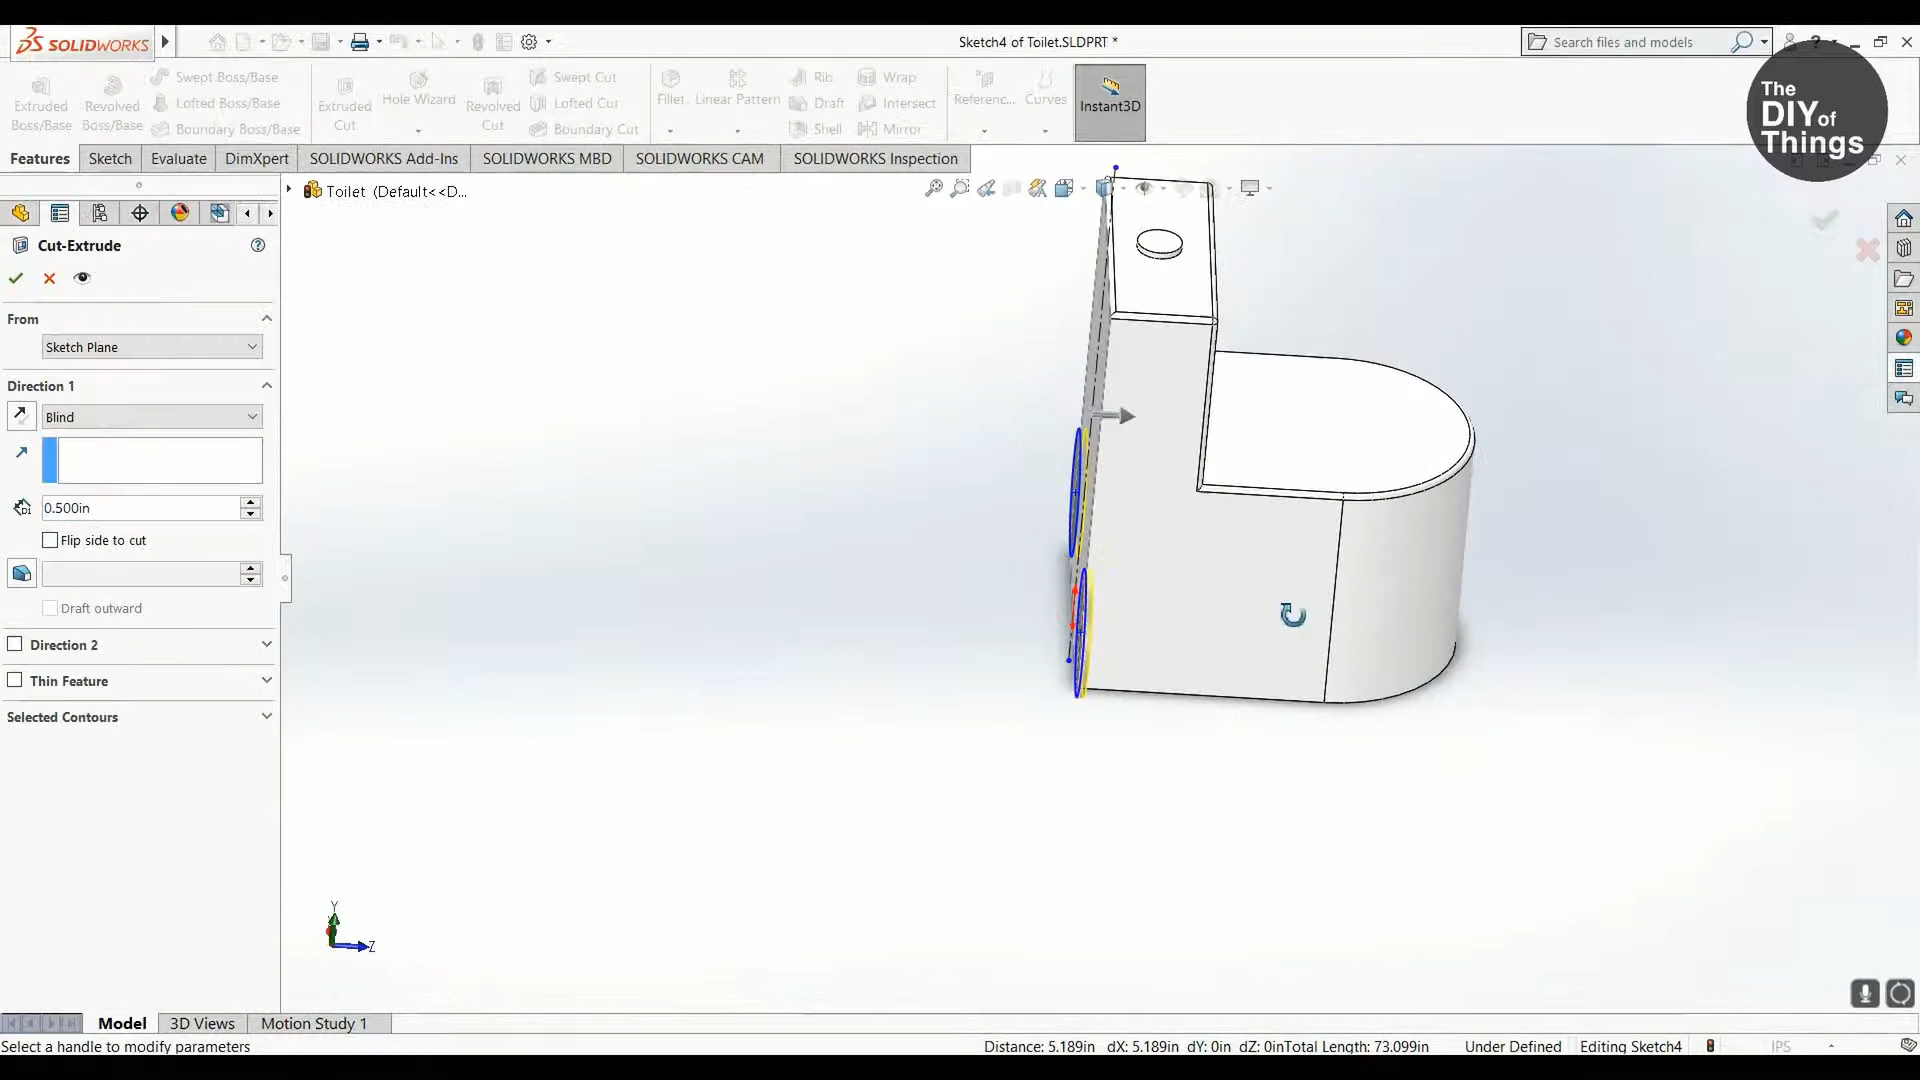 SOLIDWORKS
Sketch4 of Toilet.SLDPRT *
Search files and models
?
The
DIY of
Things
Extruded
Boss/Base
Revolved
Boss/Base
Swept Boss/Base
Lofted Boss/Base
Boundary Boss/Base
Extruded
Cut
Hole Wizard
Revolved
Cut
Swept Cut
Lofted Cut
Boundary Cut
Fillet
Linear Pattern
Rib
Draft
Shell
Wrap
Intersect
Mirror
Referenc...
Curves
Instant3D
Features
Sketch
Evaluate
DimXpert
SOLIDWORKS Add-Ins
SOLIDWORKS MBD
SOLIDWORKS CAM
SOLIDWORKS Inspection
Toilet (Default<<D...
Cut-Extrude
From
Sketch Plane
Direction 1
Blind
0.500in
Flip side to cut
Draft outward
Direction 2
Thin Feature
Selected Contours
Y
Z
Model
3D Views
Motion Study 1
Select a handle to modify parameters
Distance: 5.189in dX: 5.189in dY: 0in dZ: 0inTotal Length: 73.099in
Under Defined
Editing Sketch4
IPS